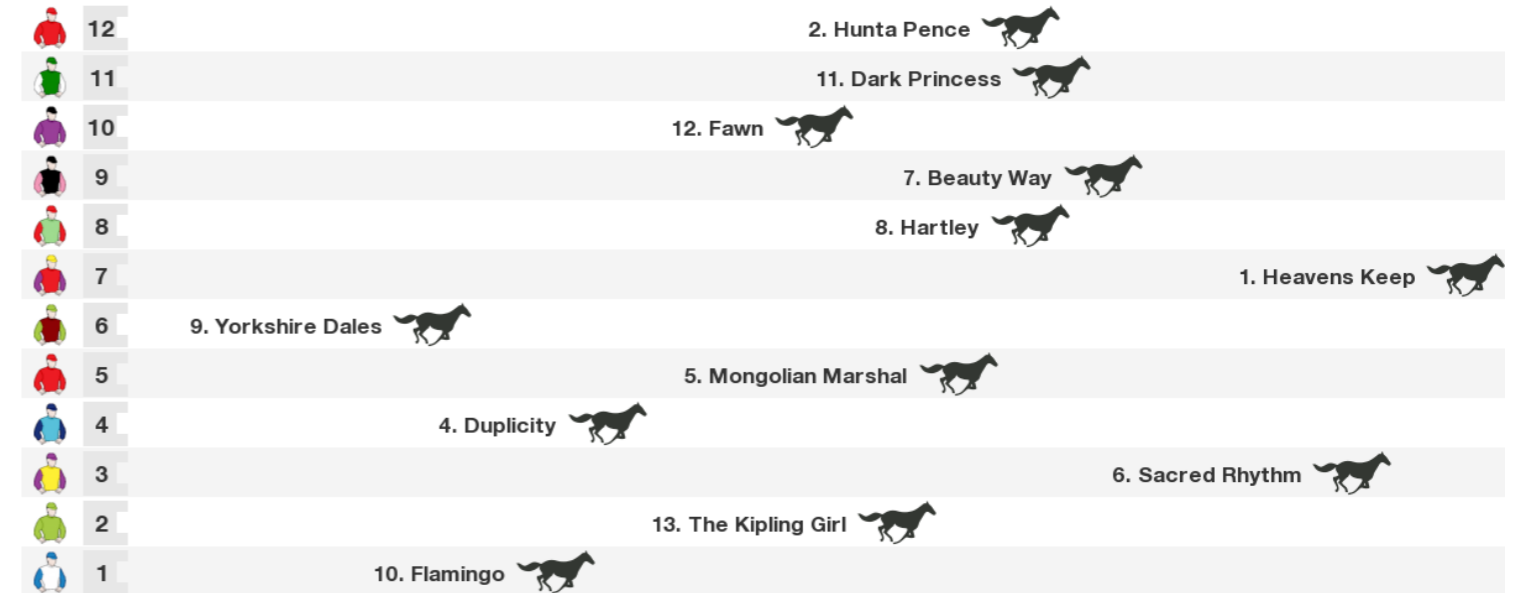 12 2. Hunta Pence
11 11. Dark Princess
10 12. Fawn
9 7. Beauty Way
8 8. Hartley
7 1. Heavens Keep
6 9. Yorkshire Dales
5 5. Mongolian Marshal
4 4. Duplicity
3 6. Sacred Rhythm
2 13. The Kipling Girl
1 10. Flamingo